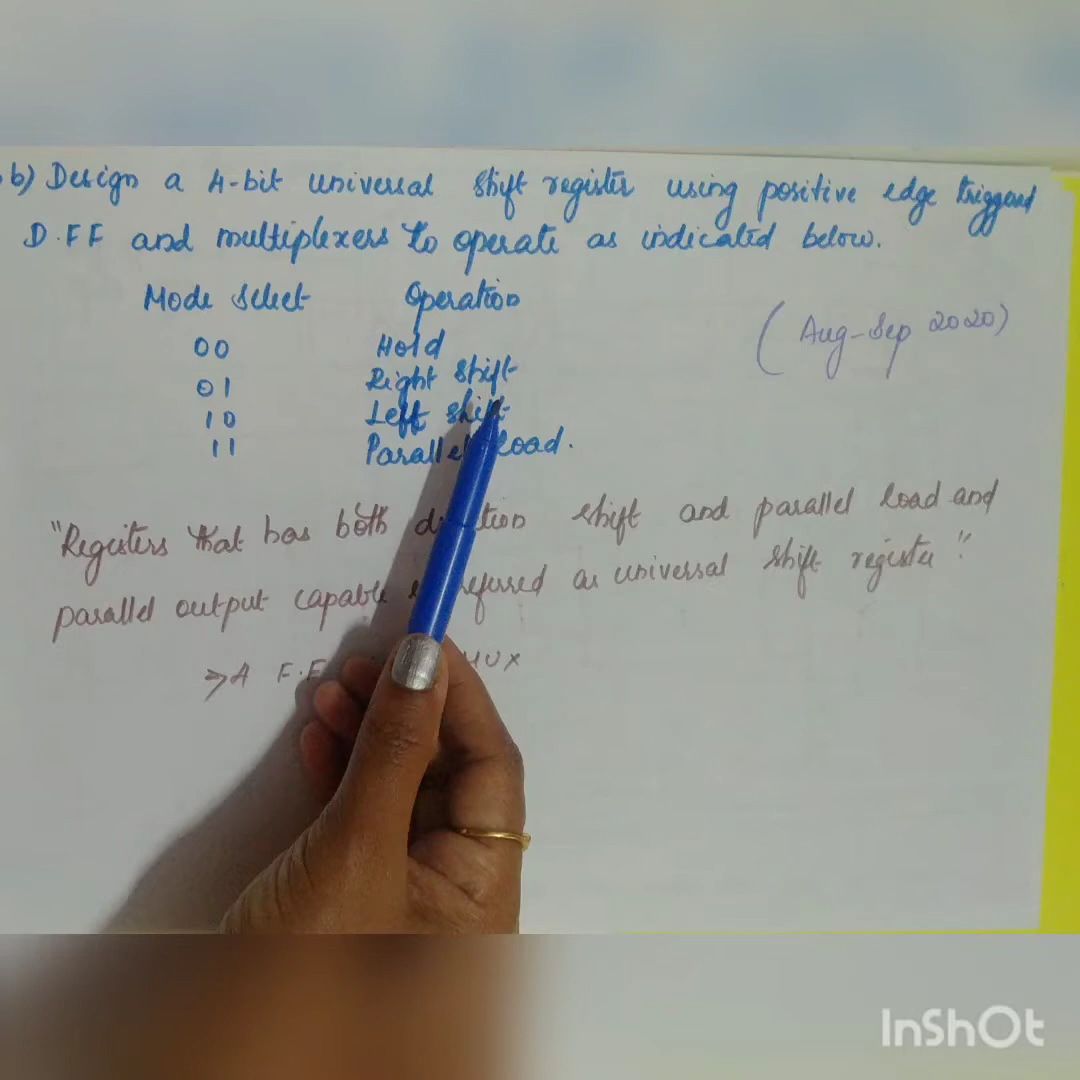 b) Design a 4-bit universal shift register using positive edge triggered
D.FF and multiplexers to operate as indicated below.
Mode Select Operation
00 Hold
01 Right shift
10 Left shift
11 Parallel load.
(Aug-Sep 2020)
"Registers that has both shift and parallel load and
parallel output capable referred as universal shift register".
⇒ A F.F MUX
InShOt